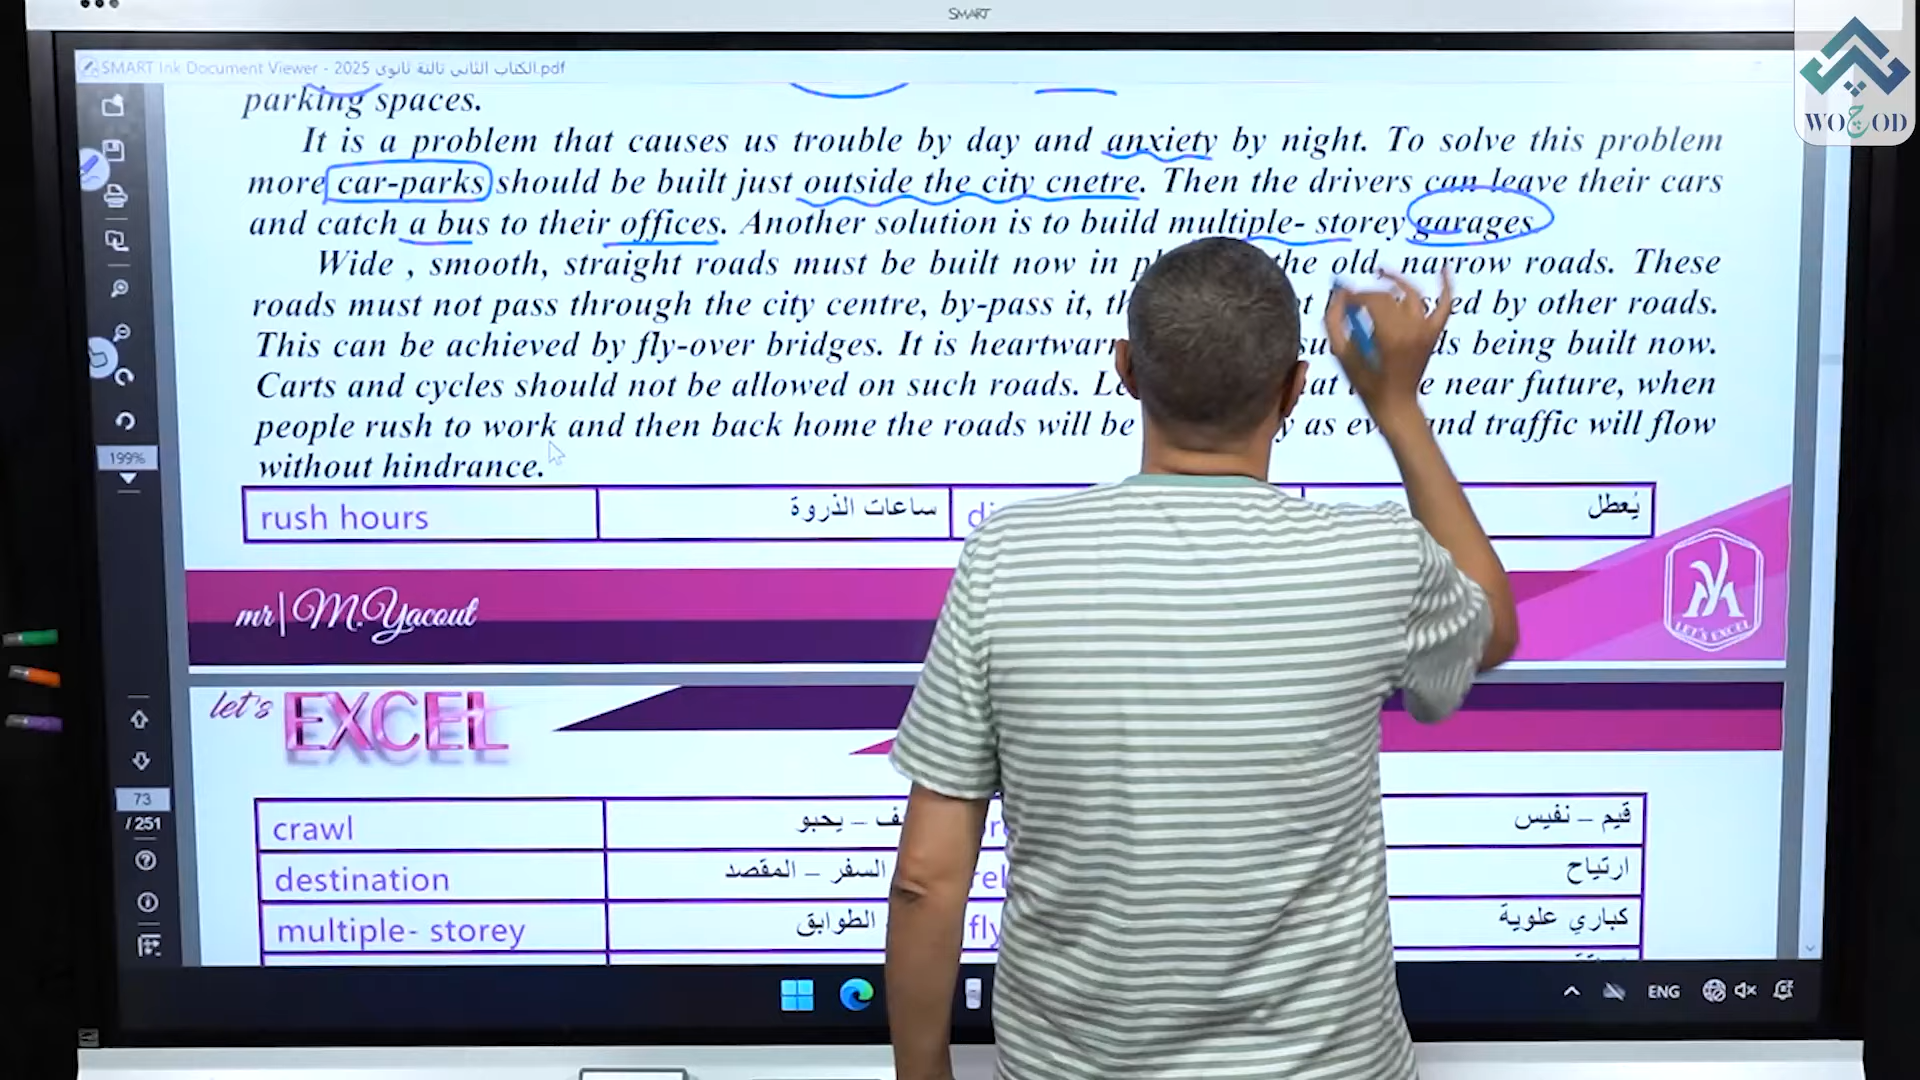 SMART
WOجOD
SMART Ink Document Viewer - الكتاب الثاني ثالثة ثانوي 2025.pdf
parking spaces.
It is a problem that causes us trouble by day and anxiety by night. To solve this problem
more car-parks should be built just outside the city cnetre. Then the drivers can leave their cars
and catch a bus to their offices. Another solution is to build multiple- storey garages
Wide , smooth, straight roads must be built now in the old, narrow roads. These
roads must not pass through the city centre, by-pass it, by other roads.
This can be achieved by fly-over bridges. It is being built now.
Carts and cycles should not be allowed on such roads. near future, when
people rush to work and then back home the roads will be as and traffic will flow
without hindrance.
199%
rush hours ساعات الذروة يُعطل
mr| M.Yacout
LET'S EXCEL
let's EXCEL
73
/ 251
crawl يحبو قيم – نفيس
destination السفر – المقصد ارتياح
multiple- storey الطوابق fly كباري علوية
ENG